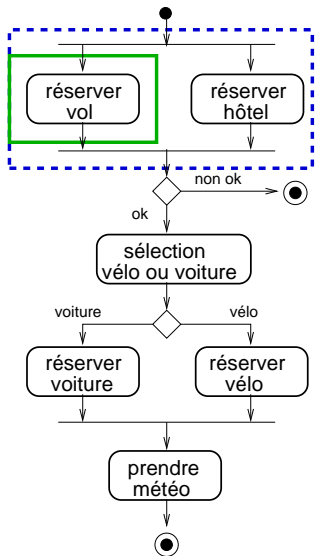 réserver
vol
réserver
hôtel
non ok
ok
sélection
vélo ou voiture
voiture
vélo
réserver
voiture
réserver
vélo
prendre
météo